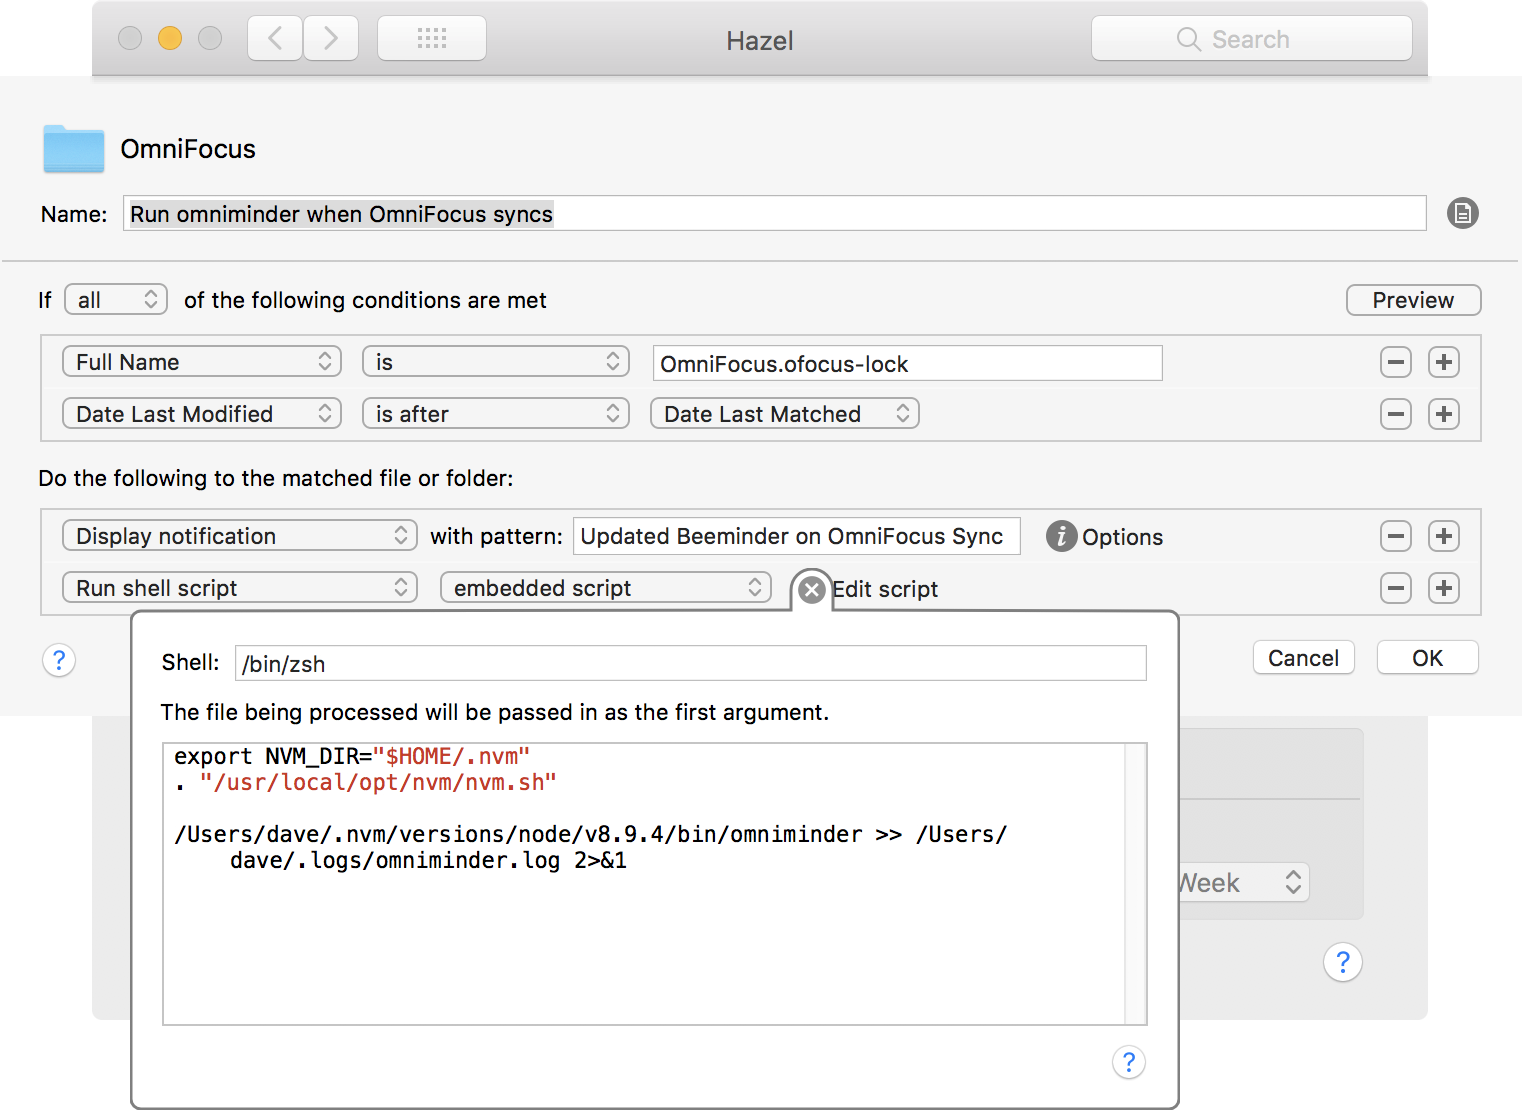 Hazel
Search
OmniFocus
Name: Run omniminder when OmniFocus syncs
If all of the following conditions are met Preview
Full Name is OmniFocus.ofocus-lock
Date Last Modified is after Date Last Matched
Do the following to the matched file or folder:
Display notification with pattern: Updated Beeminder on OmniFocus Sync i Options
Run shell script embedded script Edit script
? Cancel OK
Shell: /bin/zsh
The file being processed will be passed in as the first argument.
export NVM_DIR="$HOME/.nvm"
. "/usr/local/opt/nvm/nvm.sh"
/Users/dave/.nvm/versions/node/v8.9.4/bin/omniminder >> /Users/
dave/.logs/omniminder.log 2>&1
Week
?
?